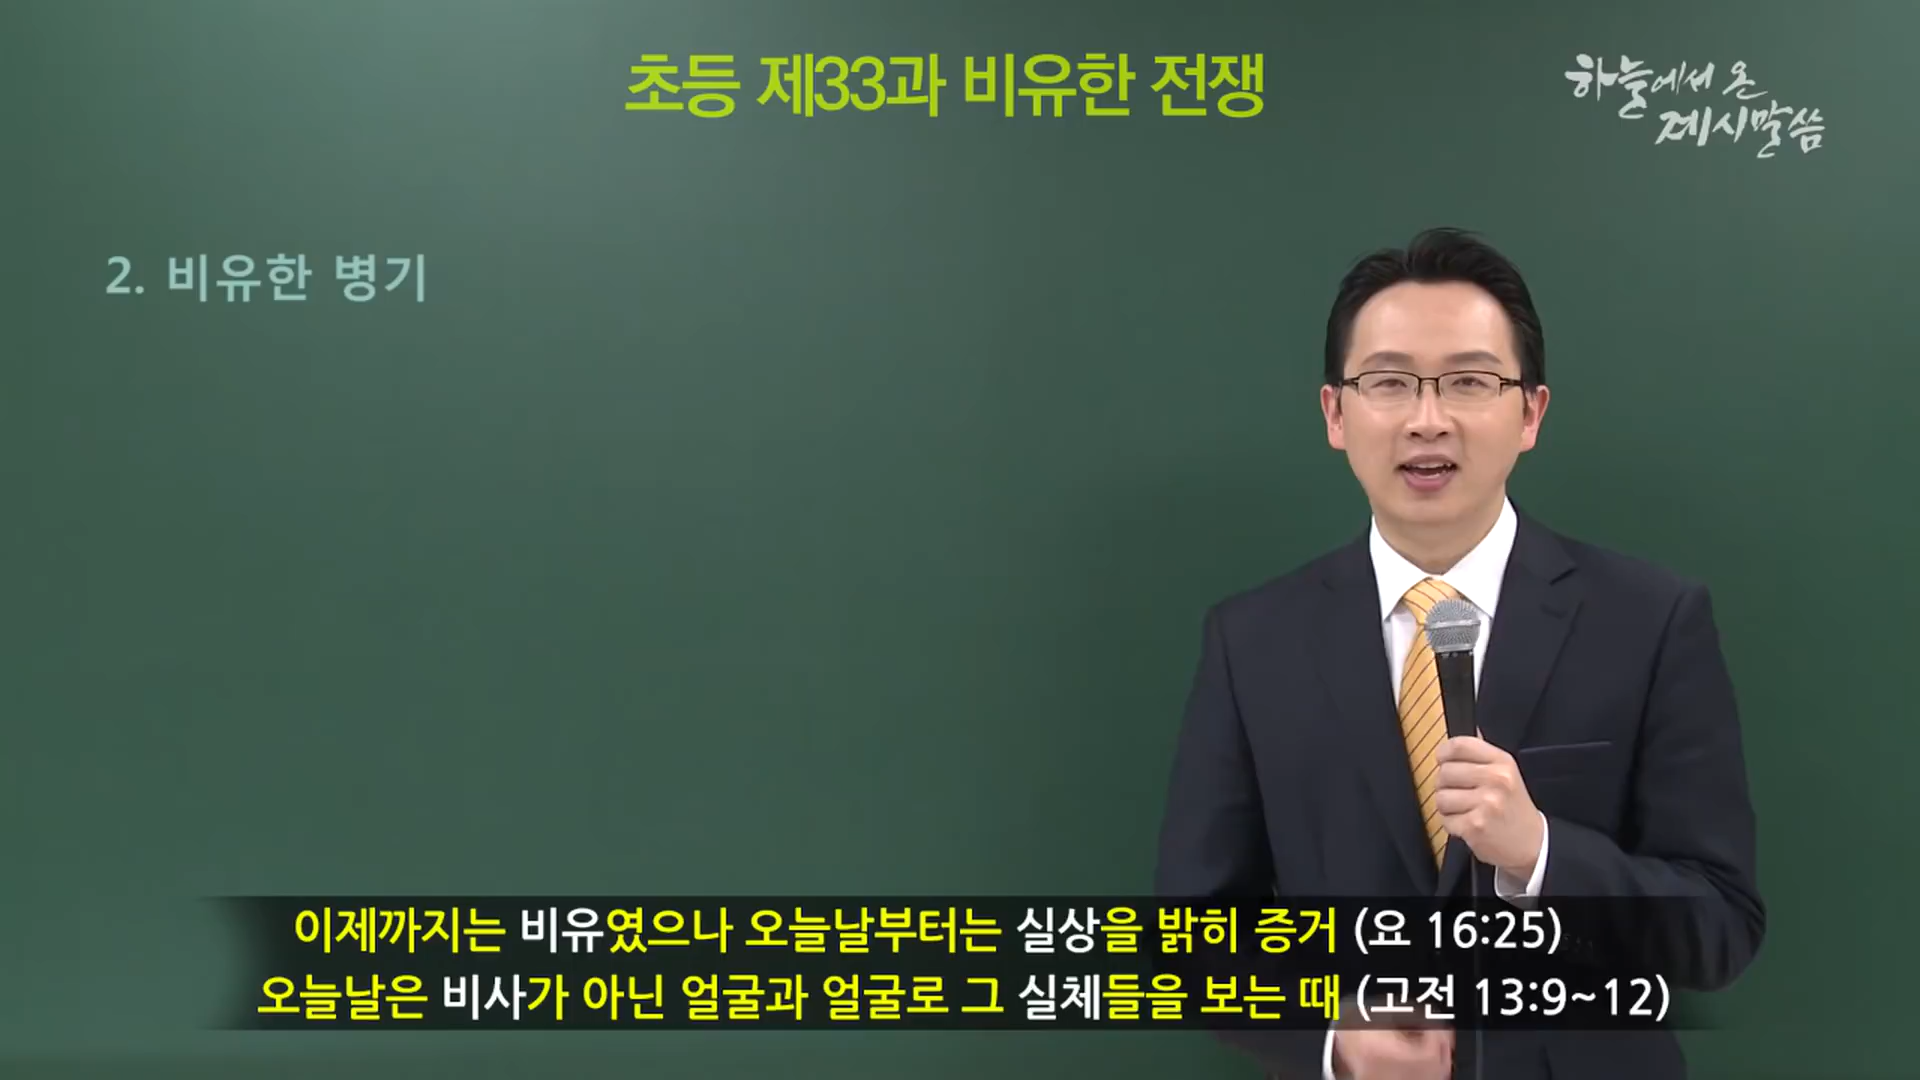 초등 제33과 비유한 전쟁
하늘에서 온
계시말씀
2. 비유한 병기
이제까지는 비유였으나 오늘날부터는 실상을 밝히 증거 (요 16:25)
오늘날은 비사가 아닌 얼굴과 얼굴로 그 실체들을 보는 때 (고전 13:9~12)